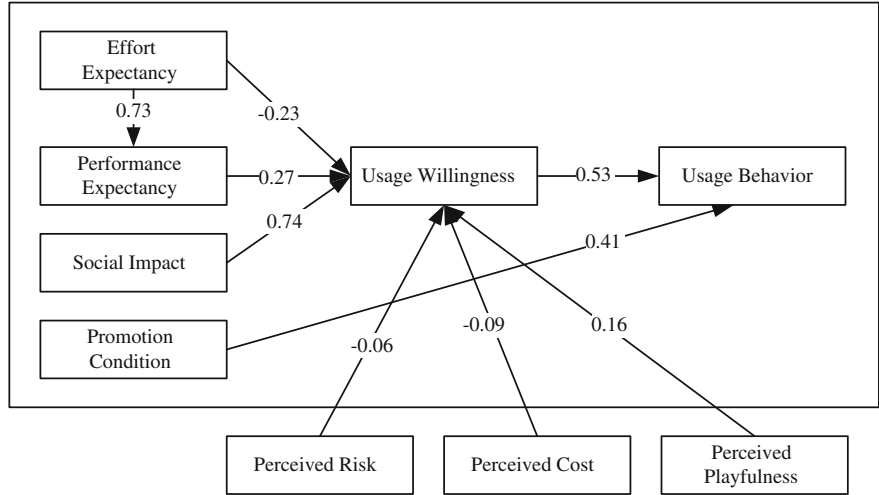 Effort
Expectancy
0.73
-0.23
Performance
Expectancy
0.27
Usage Willingness
0.53
Usage Behavior
0.74
0.41
Social Impact
Promotion
Condition
-0.06
-0.09
0.16
Perceived Risk
Perceived Cost
Perceived
Playfulness